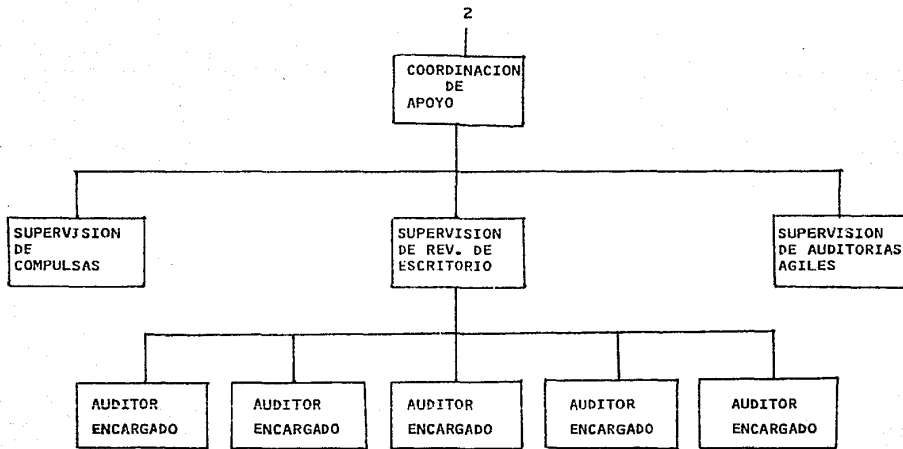 2
COORDINACION
DE
APOYO
SUPERVISION
DE
COMPULSAS
SUPERVISION
DE REV. DE
ESCRITORIO
SUPERVISION
DE AUDITORIAS
AGILES
AUDITOR
ENCARGADO
AUDITOR
ENCARGADO
AUDITOR
ENCARGADO
AUDITOR
ENCARGADO
AUDITOR
ENCARGADO